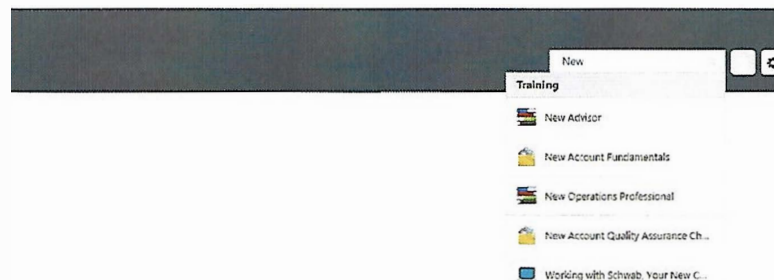 New
Training
New Advisor
New Account Fundamentals
New Operations Professional
New Account Quality Assurance Ch...
Working with Schwab, Your New C...